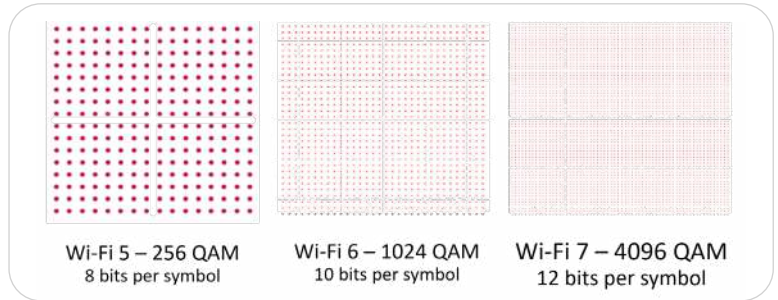 Wi-Fi 5 – 256 QAM
8 bits per symbol
Wi-Fi 6 – 1024 QAM
10 bits per symbol
Wi-Fi 7 – 4096 QAM
12 bits per symbol